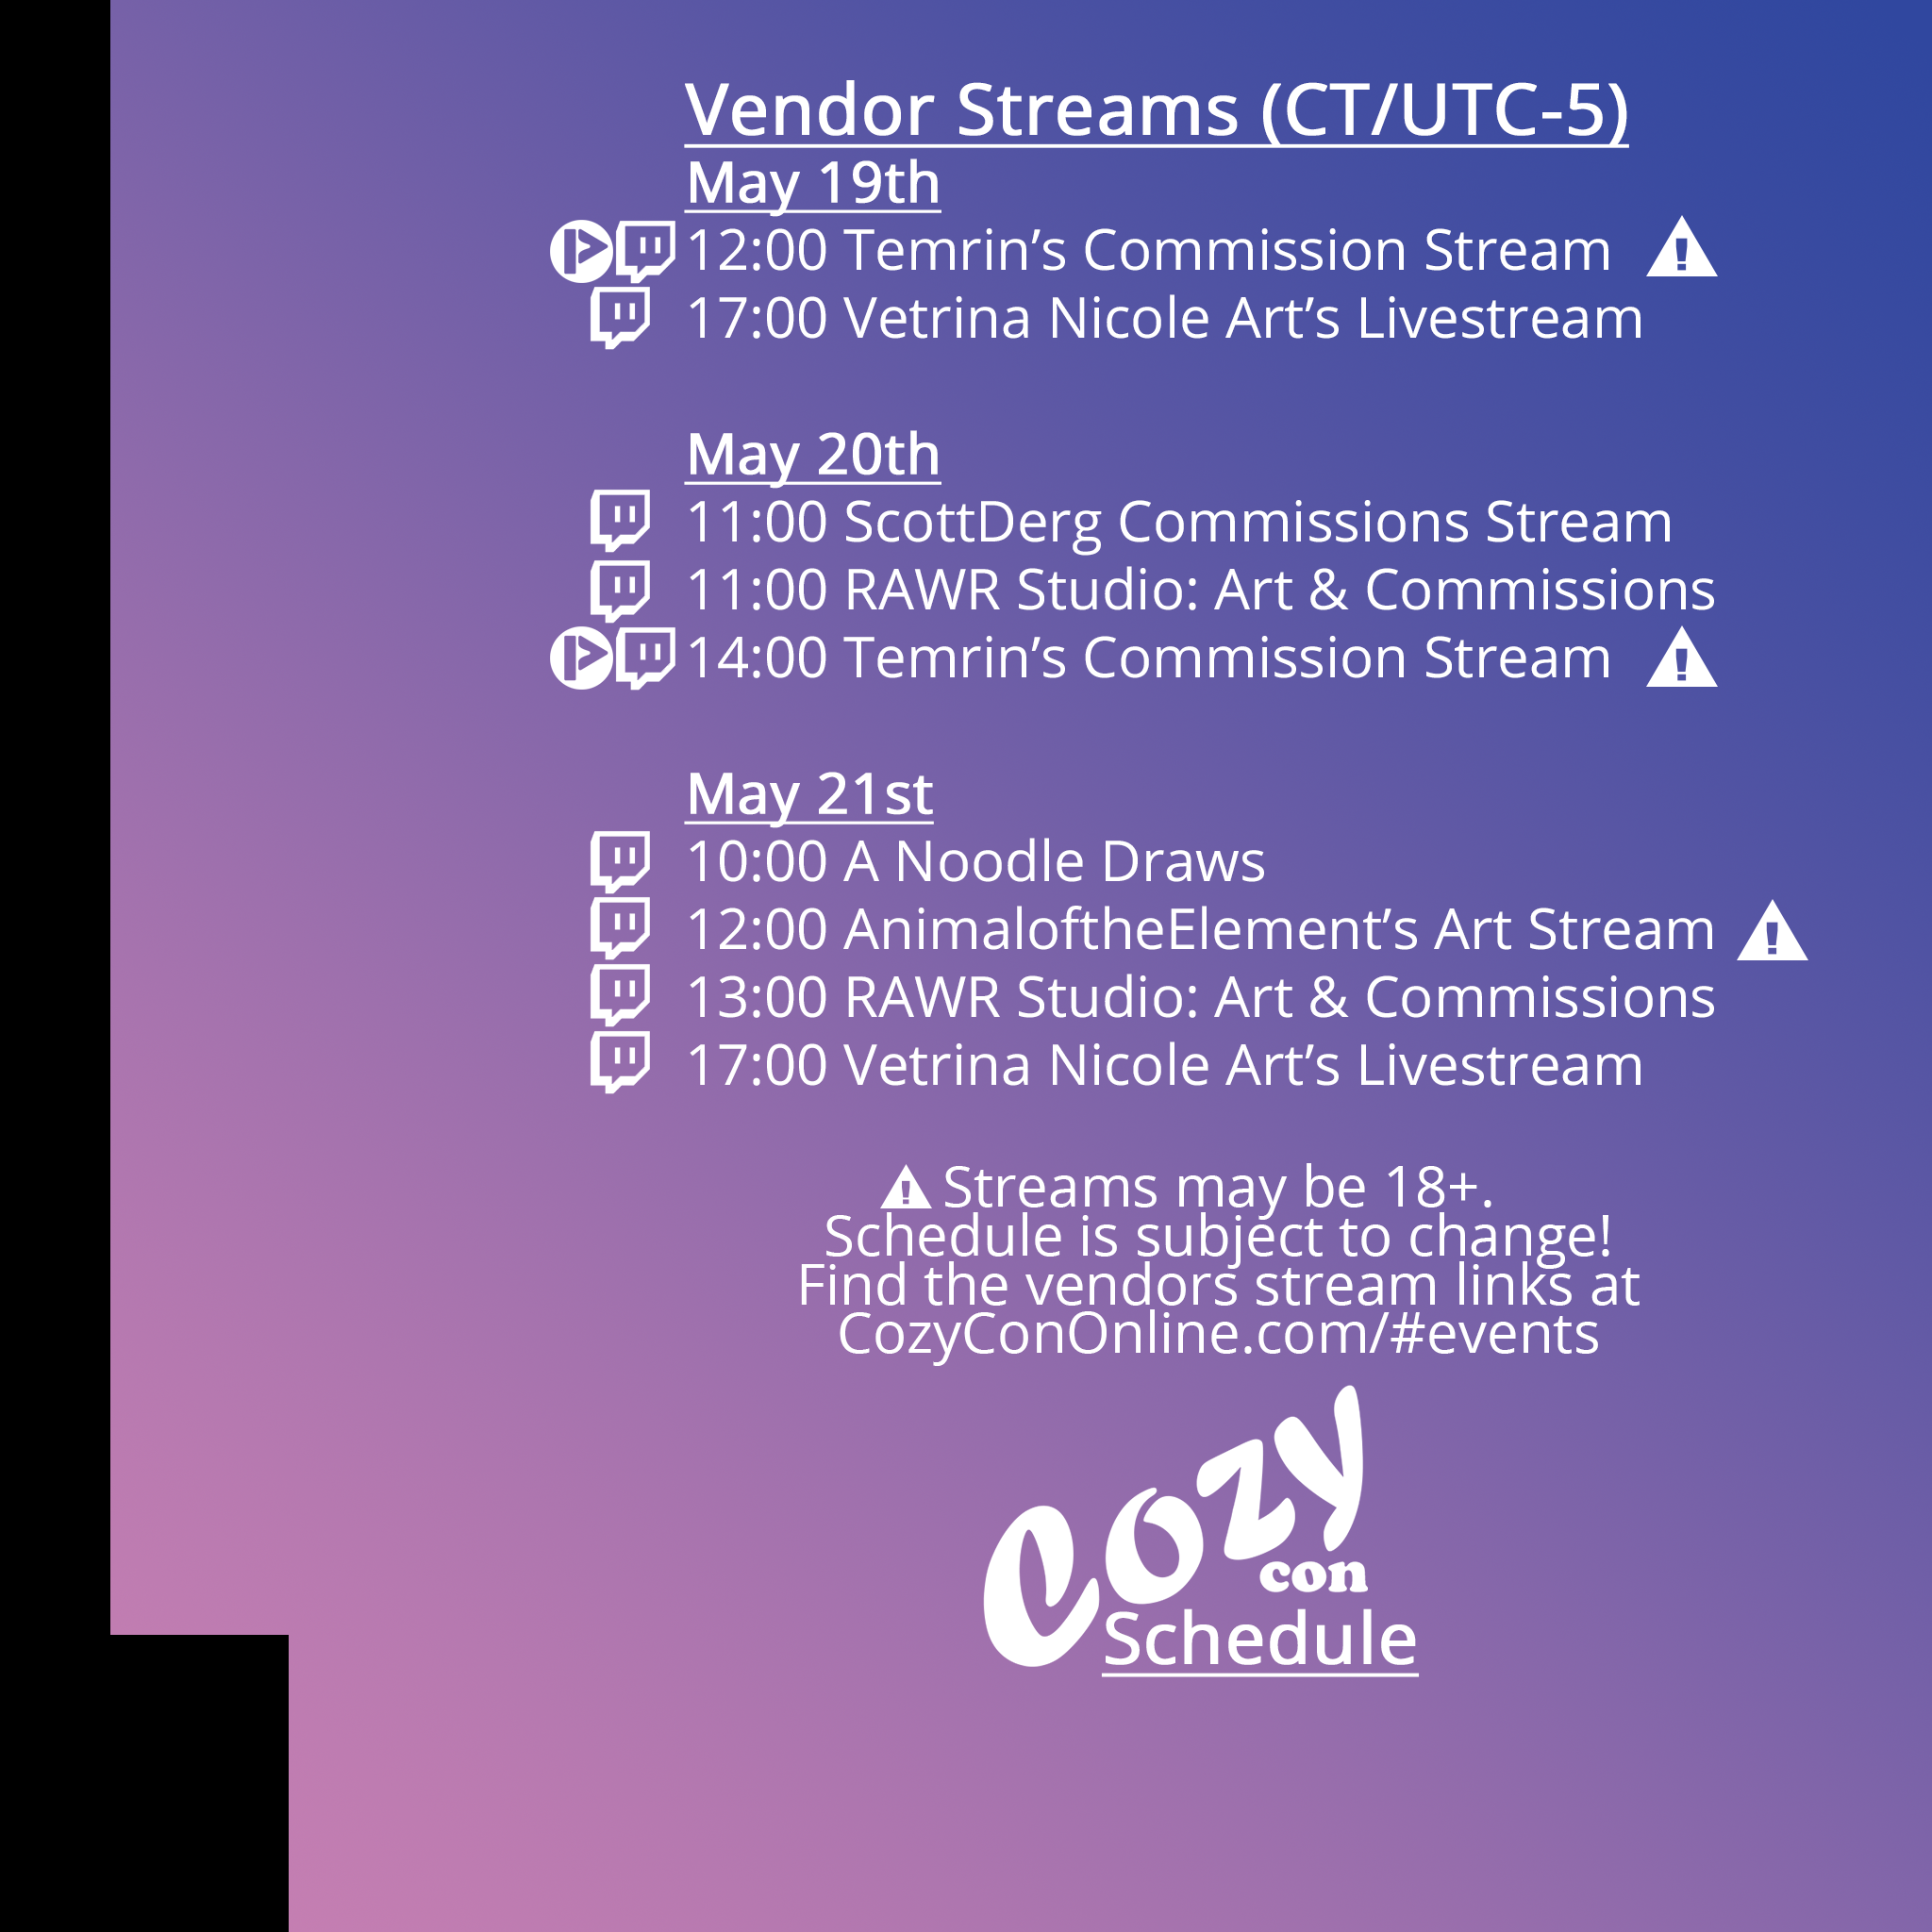 Vendor Streams (CT/UTC-5)
May 19th
12:00 Temrin’s Commission Stream
17:00 Vetrina Nicole Art’s Livestream
May 20th
11:00 ScottDerg Commissions Stream
11:00 RAWR Studio: Art & Commissions
14:00 Temrin’s Commission Stream
May 21st
10:00 A Noodle Draws
12:00 AnimaloftheElement’s Art Stream
13:00 RAWR Studio: Art & Commissions
17:00 Vetrina Nicole Art’s Livestream
Streams may be 18+.
Schedule is subject to change!
Find the vendors stream links at
CozyConOnline.com/#events
Cozy
con
Schedule